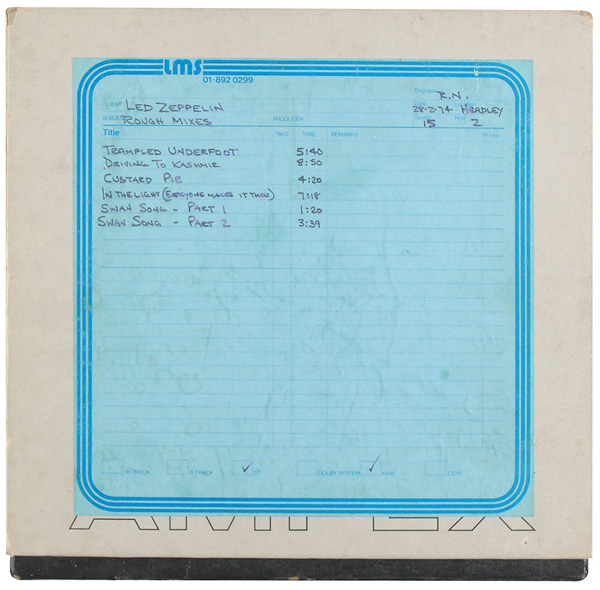 LMS
01-892 0299
Engineer R.N.
CLIENT LED ZEPPELIN
28·2·74 HEADLEY
ROUGH MIXES PRODUCER
15 2
Title TAKE TIME REMARKS
TRAMPLED UNDERFOOT 5:40
DRIVING TO KASHMIR 8:50
CUSTARD PIE 4:20
IN THE LIGHT (EVERYONE MAKES IT THRU) 7:18
SWAN SONG - PART 1 1:20
SWAN SONG - PART 2 3:39
TRACK TRACK ✓ ST DOLBY SYSTEM ✓ NAB CCIR
AMPEX